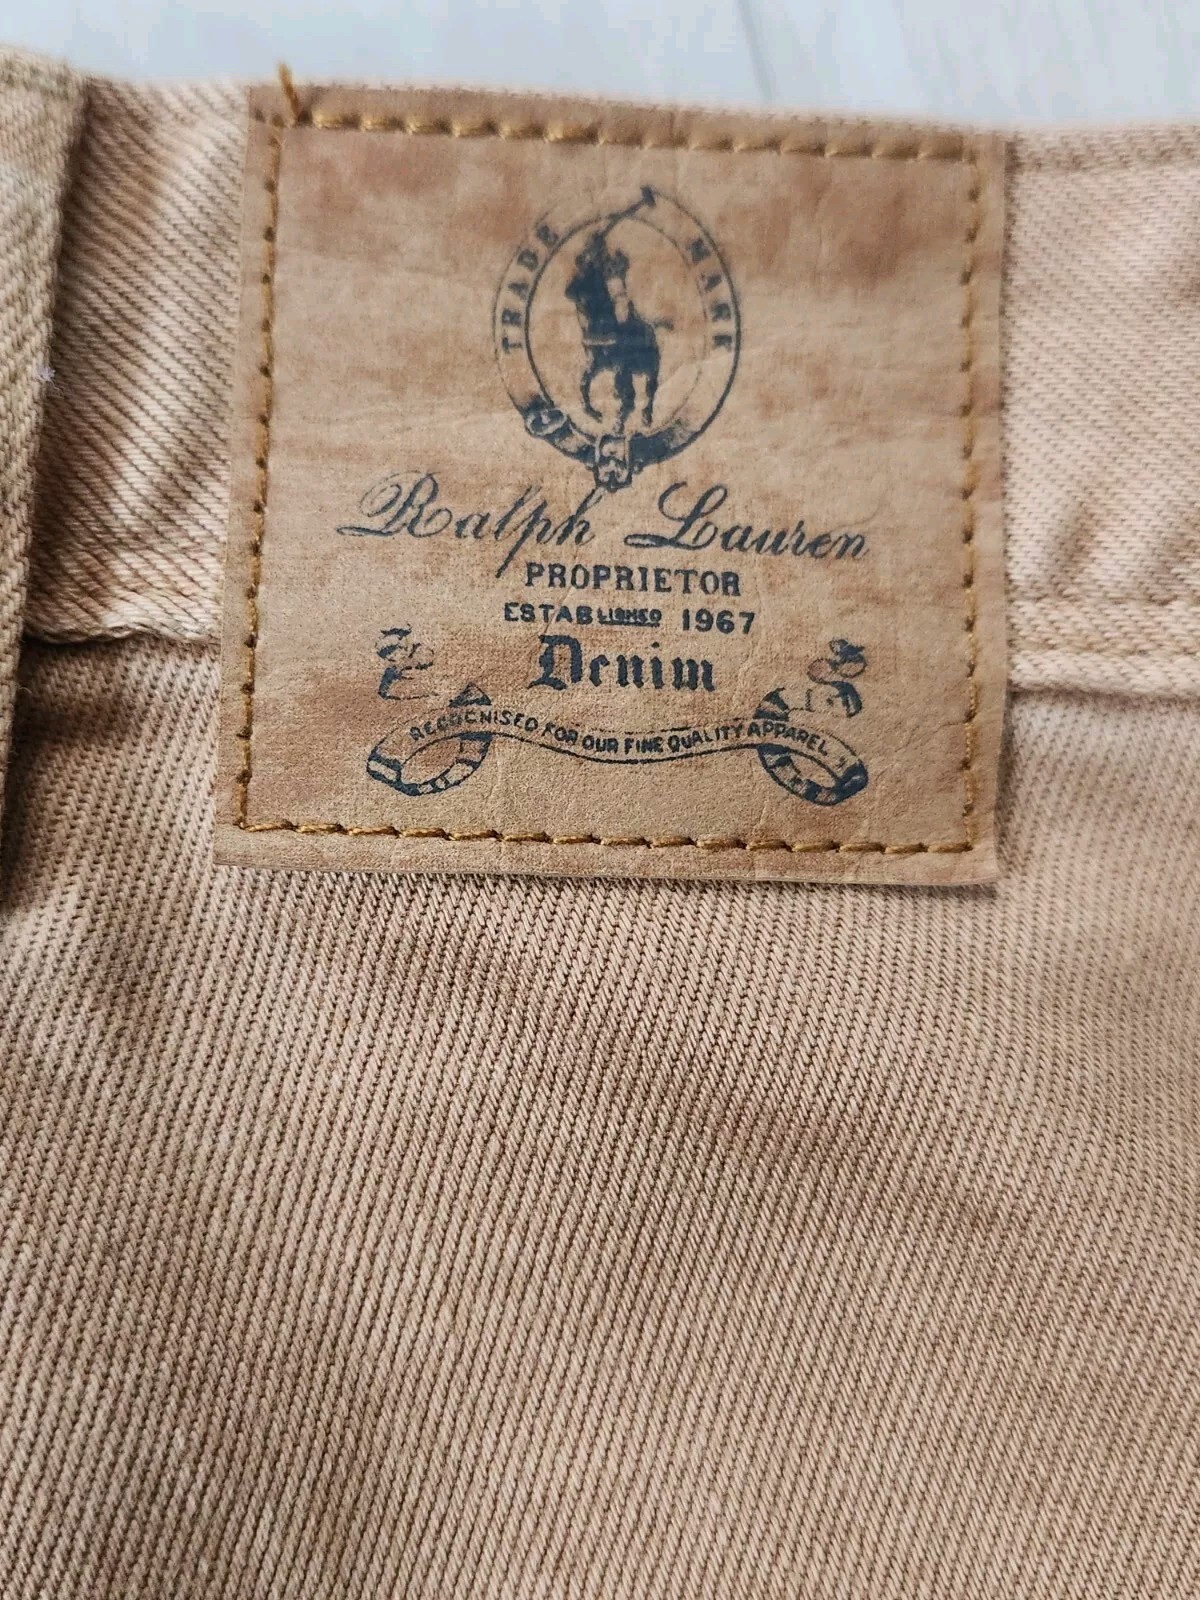 TRADE MARK
Ralph Lauren
PROPRIETOR
ESTABLISHED 1967
Denim
RECOGNISED FOR OUR FINE QUALITY APPAREL